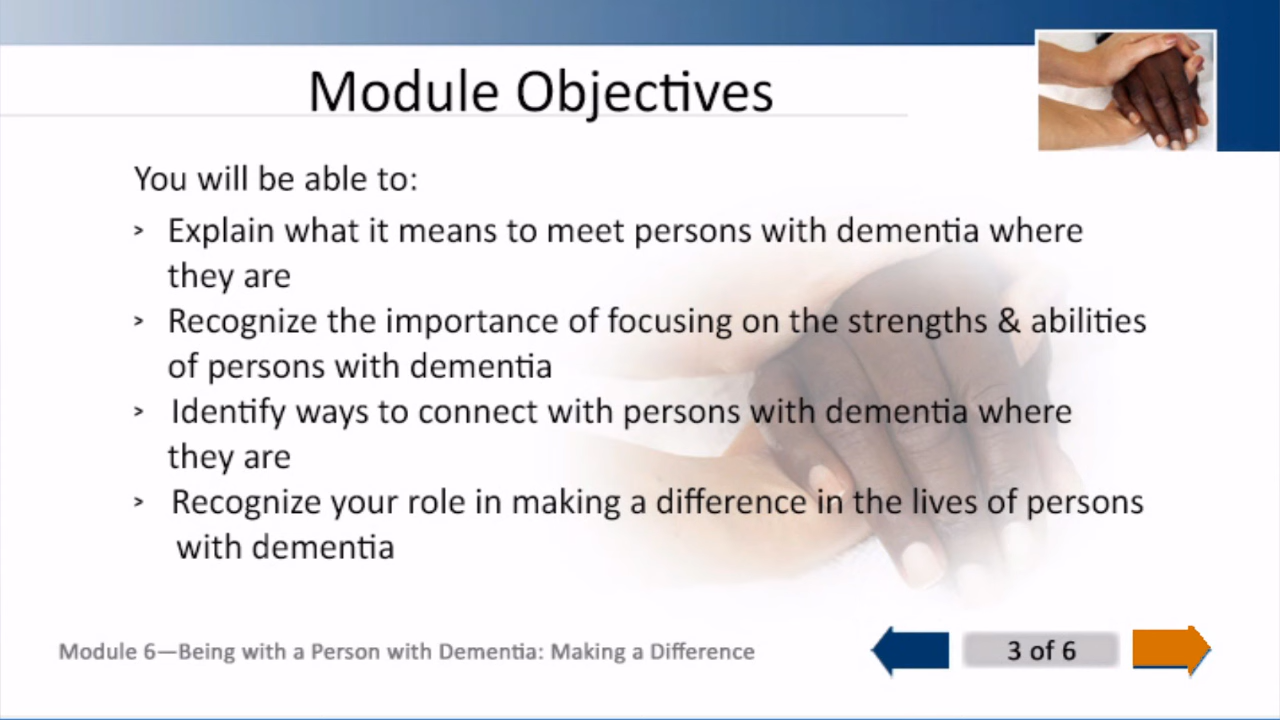 Module Objectives
You will be able to:
> Explain what it means to meet persons with dementia where
they are
> Recognize the importance of focusing on the strengths & abilities
of persons with dementia
> Identify ways to connect with persons with dementia where
they are
> Recognize your role in making a difference in the lives of persons
with dementia
Module 6—Being with a Person with Dementia: Making a Difference
3 of 6